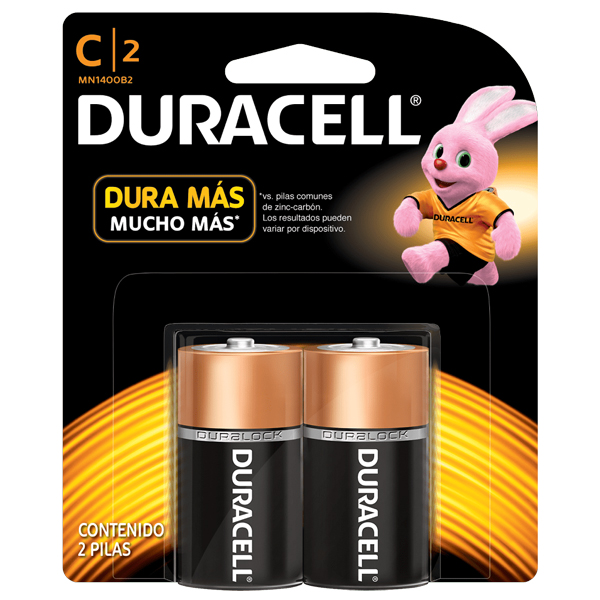 C|2
MN1400B2
DURACELL®
DURA MÁS
MUCHO MÁS*
*vs. pilas comunes
de zinc-carbón.
Los resultados pueden
variar por dispositivo.
DURACELL
DURALOCK
DURALOCK
DURACELL
DURACELL
CONTENIDO
2 PILAS